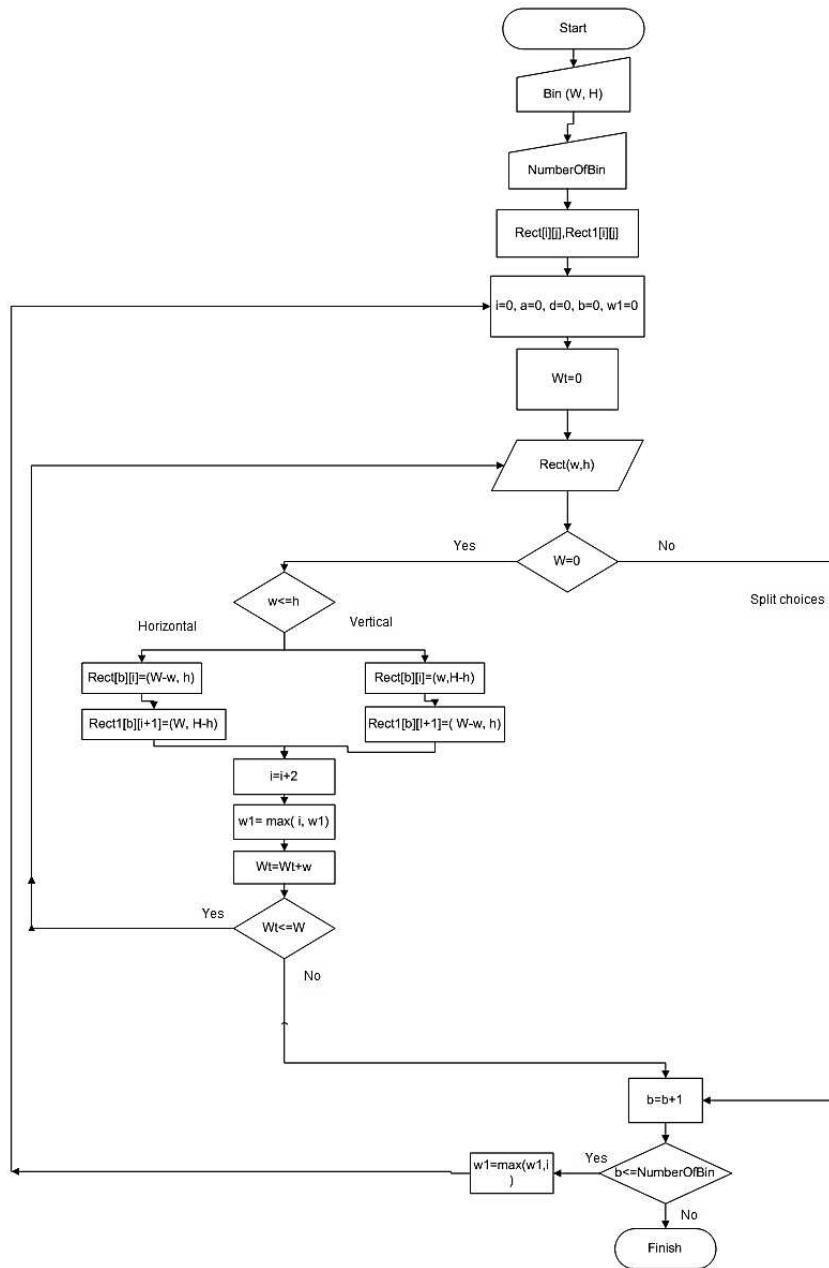 Start
Bin (W, H)
NumberOfBin
Rect[i][j],Rect1[i][j]
i=0, a=0, d=0, b=0, w1=0
Wt=0
Rect(w,h)
Yes
W=0
No
Split choices
w<=h
Horizontal
Vertical
Rect[b][i]=(W-w, h)
Rect[b][i]=(w,H-h)
Rect1[b][i+1]=(W, H-h)
Rect1[b][I+1]=( W-w, h)
i=i+2
w1= max( i, w1)
Wt=Wt+w
Yes
Wt<=W
No
b=b+1
w1=max(w1,i
)
Yes
b<=NumberOfBin
No
Finish